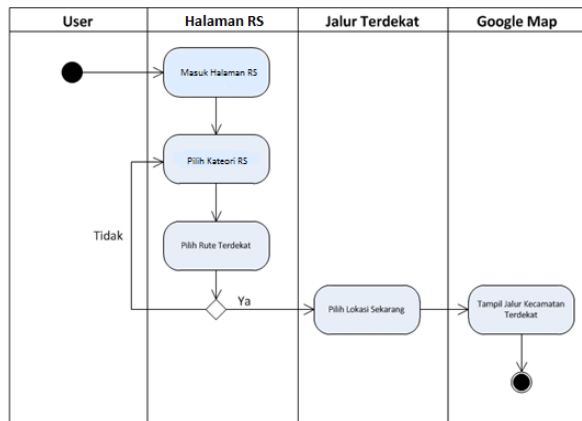 User
Halaman RS
Jalur Terdekat
Google Map
Masuk Halaman RS
Pilih Kateori RS
Pilih Rute Terdekat
Tidak
Ya
Pilih Lokasi Sekarang
Tampil Jalur Kecamatan
Terdekat